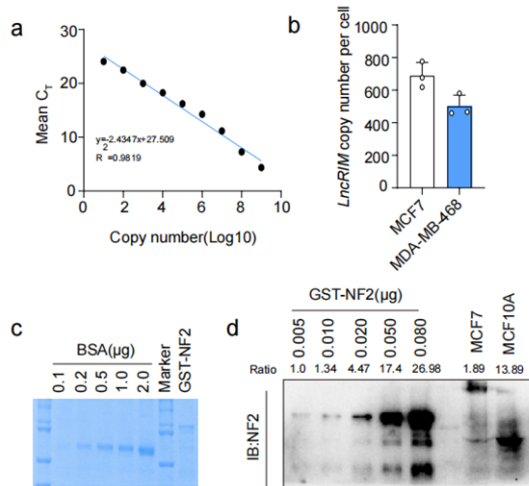 a
Mean CT
30
20
10
0
y=-2.4347x+27.509
2
R =0.9819
0 2 4 6 8 10
Copy number(Log10)
b
LncRIM copy number per cell
1000
800
600
400
200
0
MCF7
MDA-MB-468
c
BSA(μg)
0.1 0.2 0.5 1.0 2.0 Marker GST-NF2
d
GST-NF2(μg)
0.005 0.010 0.020 0.050 0.080 MCF7 MCF10A
Ratio 1.0 1.34 4.47 17.4 26.98 1.89 13.89
IB:NF2